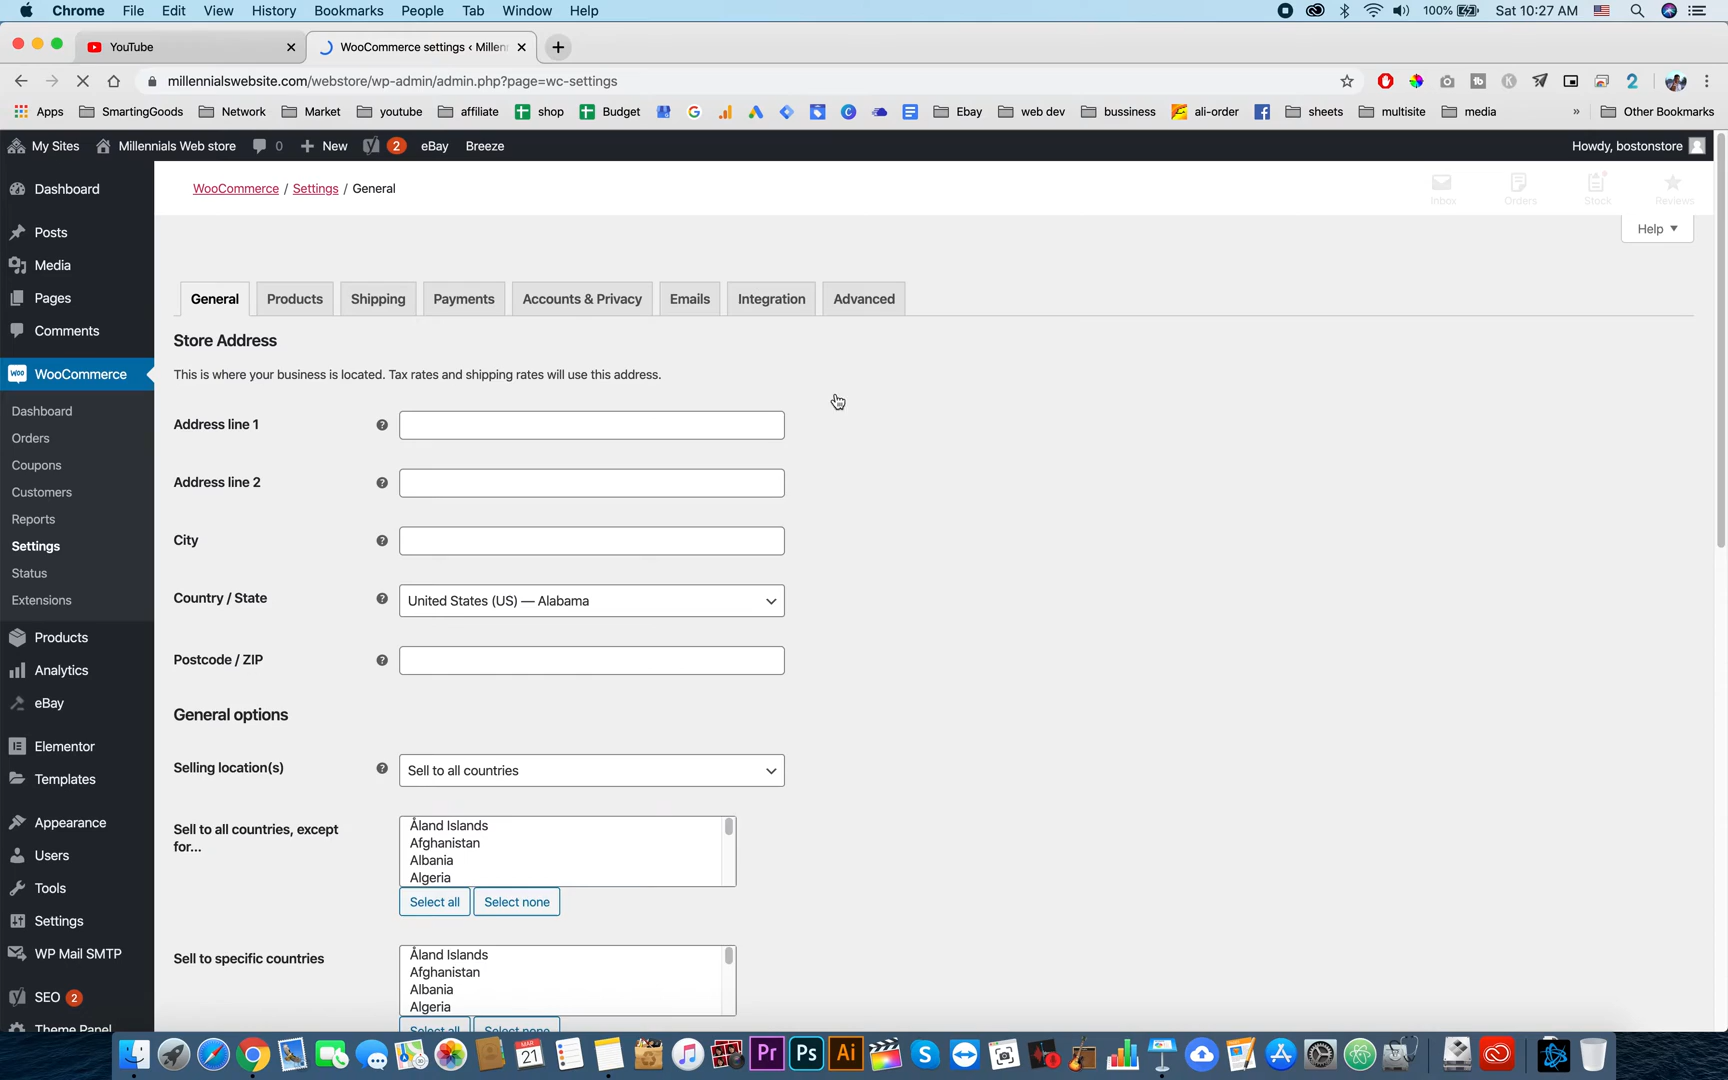 Chrome File Edit View History Bookmarks People Tab Window Help 100% Sat 10:27 AM
YouTube WooCommerce settings ‹ Millen
millennialswebsite.com/webstore/wp-admin/admin.php?page=wc-settings
Apps SmartingGoods Network Market youtube affiliate shop Budget Ebay web dev bussiness ali-order sheets multisite media » Other Bookmarks
My Sites Millennials Web store 0 New 2 eBay Breeze Howdy, bostonstore
WooCommerce / Settings / General
Inbox Orders Stock Reviews
Help
General Products Shipping Payments Accounts & Privacy Emails Integration Advanced
Store Address
This is where your business is located. Tax rates and shipping rates will use this address.
Address line 1
Address line 2
City
Country / State United States (US) — Alabama
Postcode / ZIP
General options
Selling location(s) Sell to all countries
Sell to all countries, except
for...
Åland Islands
Afghanistan
Albania
Algeria
Select all Select none
Sell to specific countries
Åland Islands
Afghanistan
Albania
Algeria
Select all Select none
Dashboard
Posts
Media
Pages
Comments
WooCommerce
Dashboard
Orders
Coupons
Customers
Reports
Settings
Status
Extensions
Products
Analytics
eBay
Elementor
Templates
Appearance
Users
Tools
Settings
WP Mail SMTP
SEO 2
Theme Panel
MAR
21
Pr Ps Ai